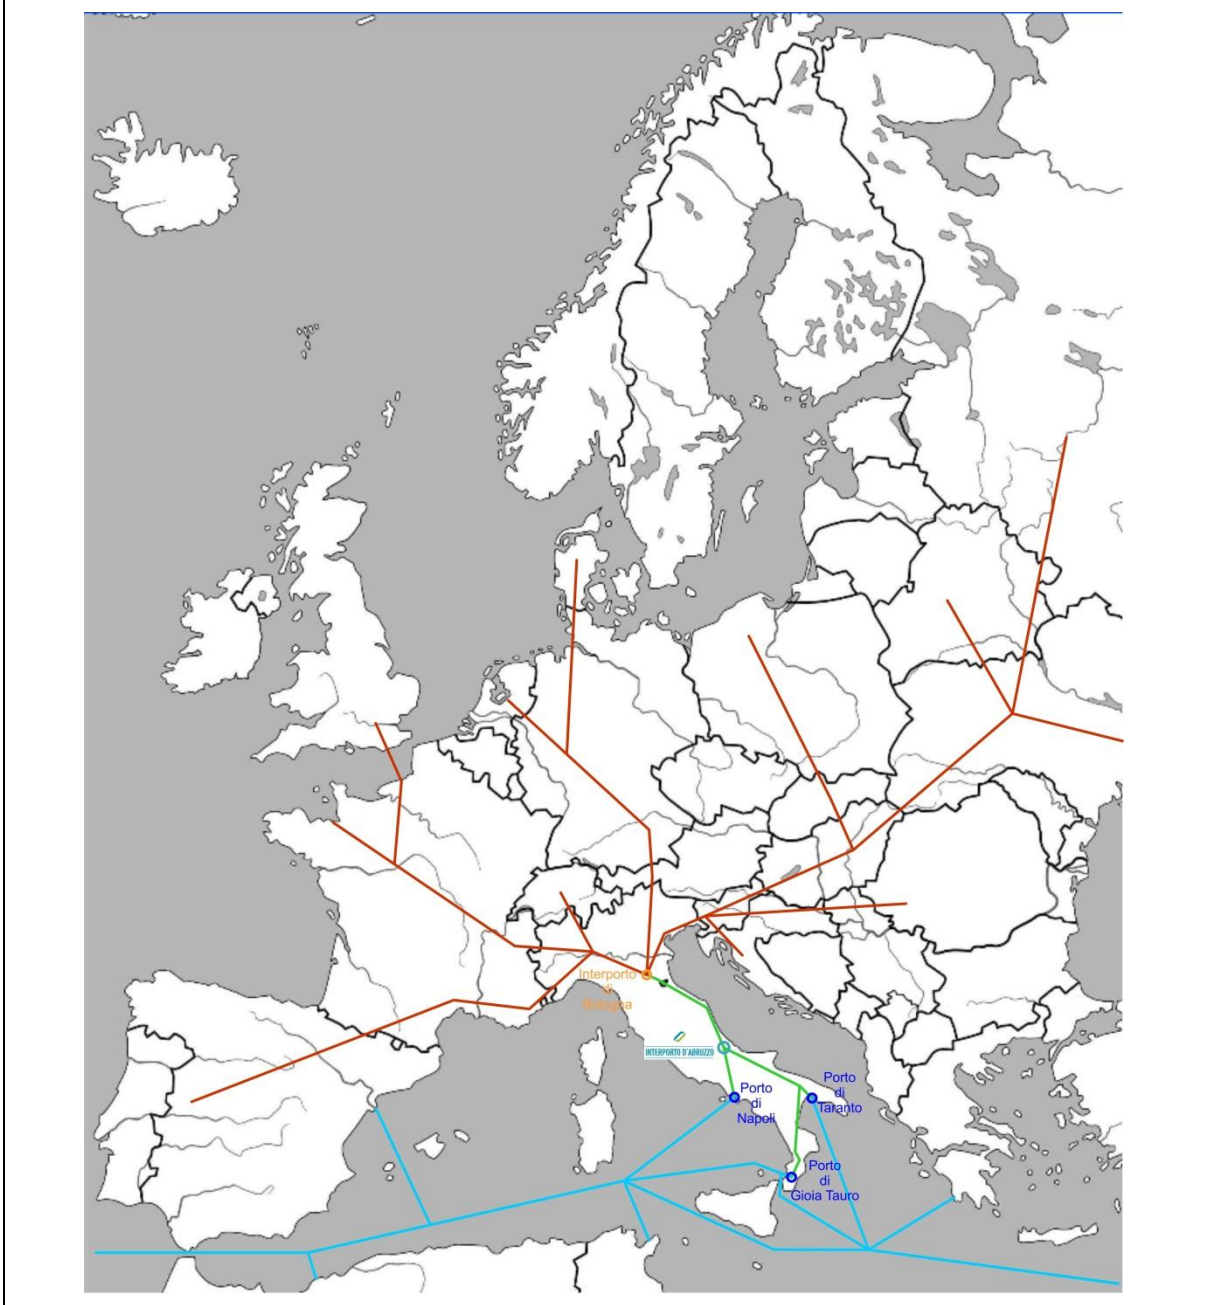 Interporto
di
Bologna
INTERPORTO D'ABRUZZO
Porto
di
Napoli
Porto
di
Taranto
Porto
di
Gioia Tauro